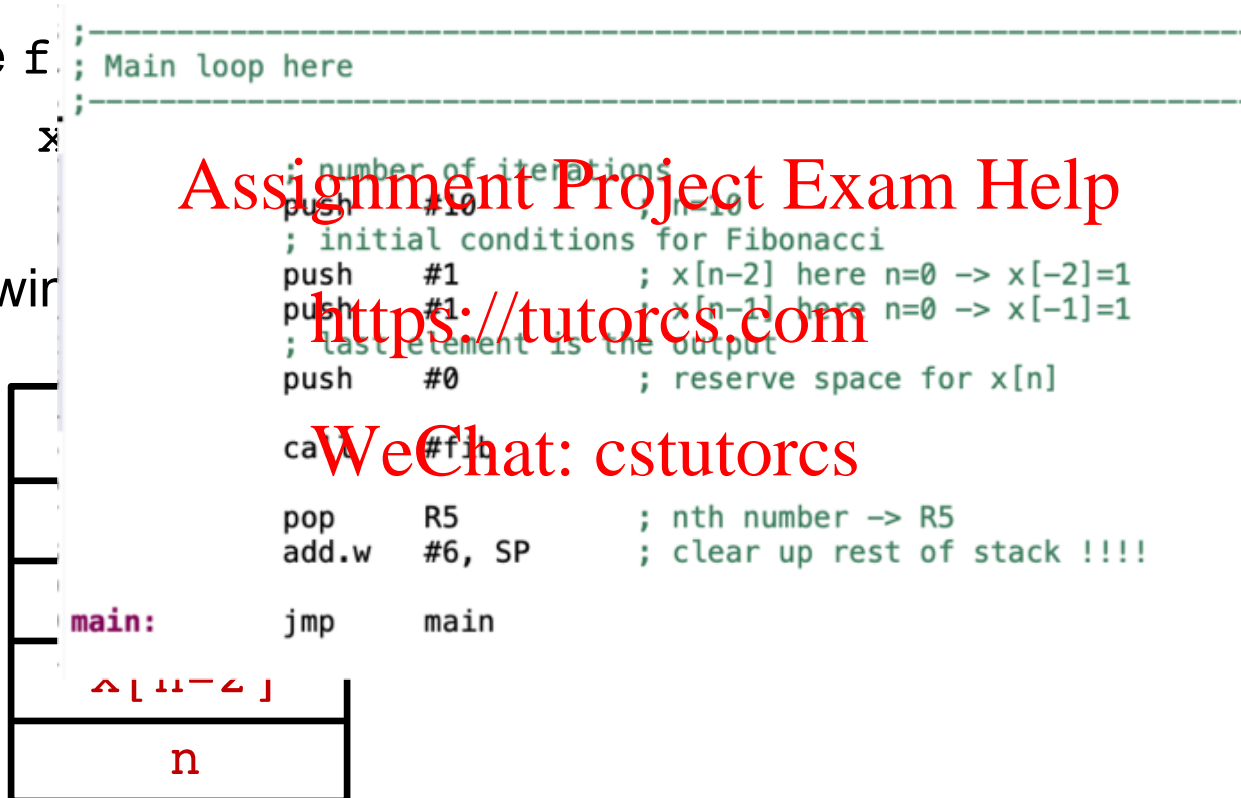 e f
;-----------------------------------------------------------------
; Main loop here
;-----------------------------------------------------------------
x
; number of iterations
Assignment Project Exam Help
push #10 ; n=10
; initial conditions for Fibonacci
push #1 ; x[n-2] here n=0 -> x[-2]=1
win
push #1 ; x[n-1] here n=0 -> x[-1]=1
https://tutorcs.com
; last element is the output
push #0 ; reserve space for x[n]
call #fib
WeChat: cstutorcs
pop R5 ; nth number -> R5
add.w #6, SP ; clear up rest of stack !!!!
main: jmp main
x[n-2]
n